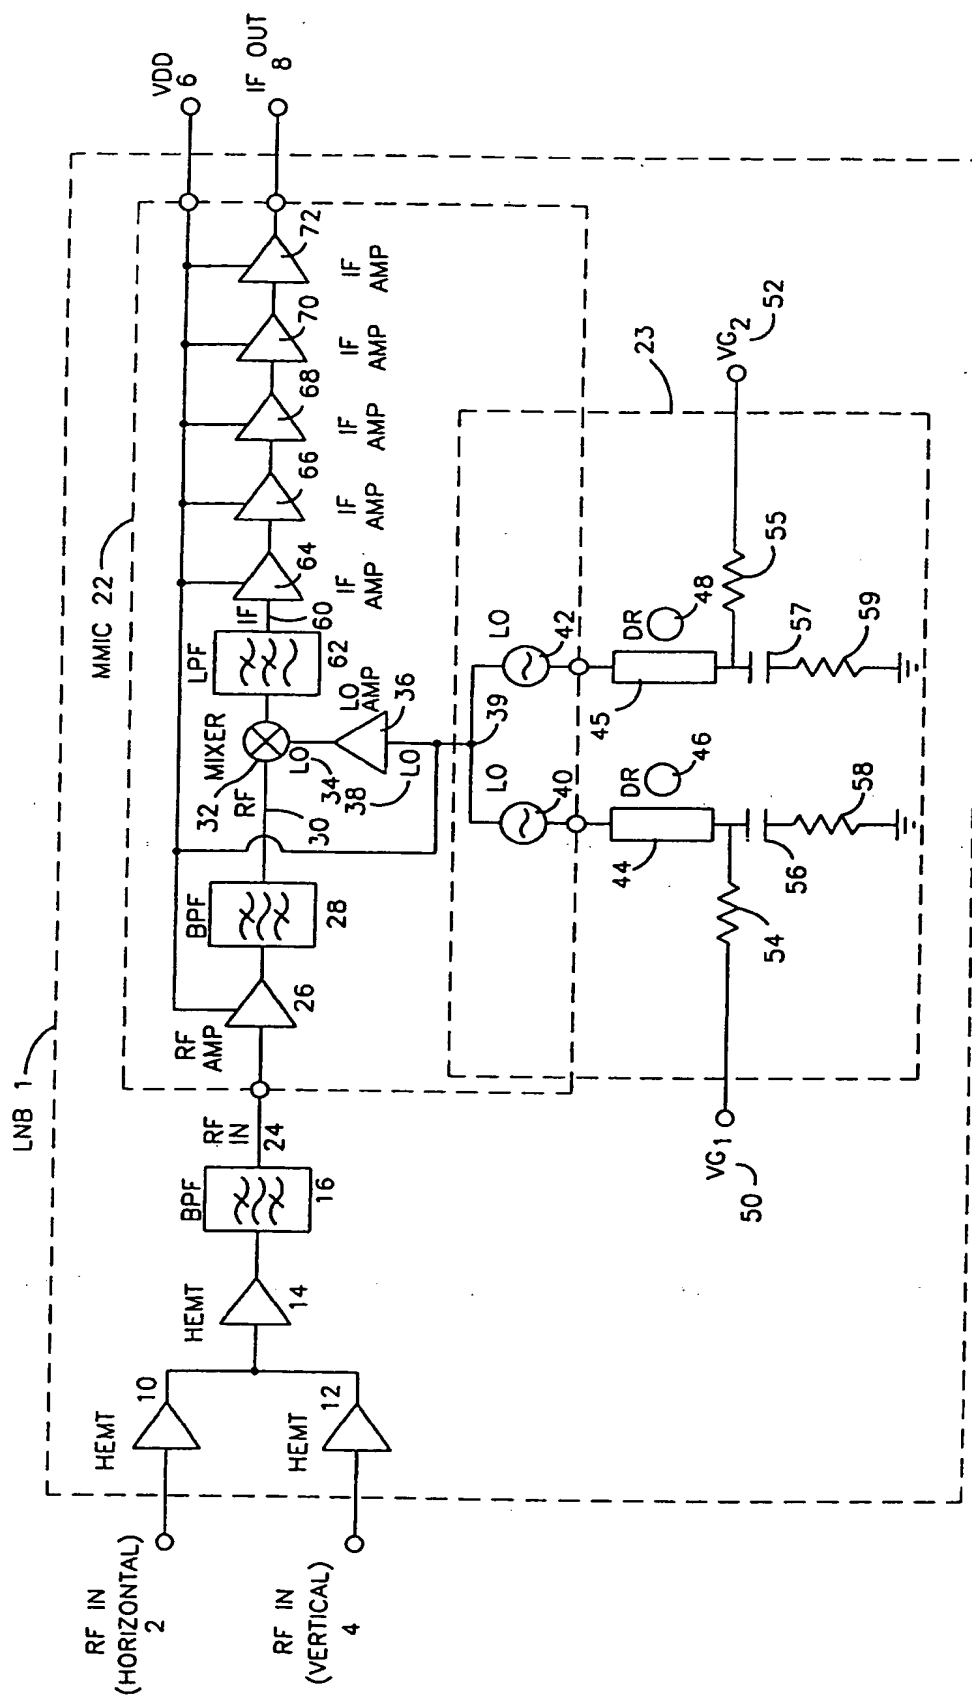 LNB 1
MMIC 22
VDD
6
IF OUT
8
RF IN
(HORIZONTAL)
2
RF IN
(VERTICAL)
4
HEMT
10
HEMT
12
HEMT
14
BPF
16
RF
IN
24
RF
AMP
26
BPF
28
30
RF
32
MIXER
LO
34
LO
AMP
36
38
LO
39
LPF
62
IF
60
64
IF
AMP
66
IF
AMP
68
IF
AMP
70
IF
AMP
72
IF
AMP
23
LO
40
LO
42
44
DR
46
45
DR
48
VG1
50
VG2
52
54
55
56
57
58
59